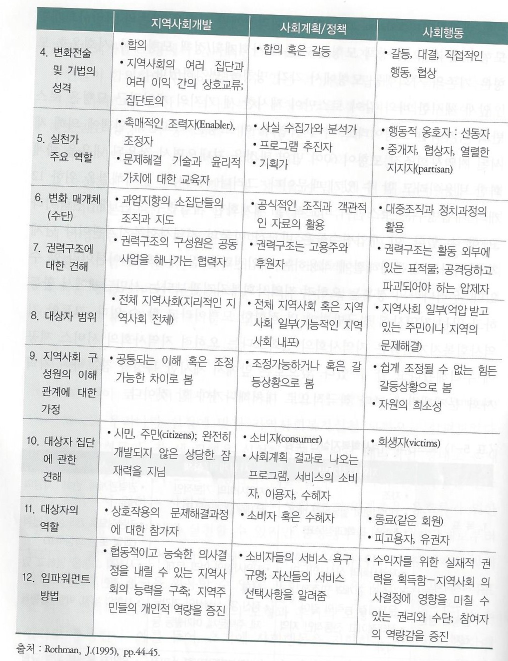 지역사회개발
사회계획/정책
사회행동
4. 변화전술
및 기법의
성격
• 합의
• 지역사회의 여러 집단과
여러 이익 간의 상호교류;
집단토의
• 합의 혹은 갈등
• 갈등, 대결, 직접적인
행동, 협상
5. 실천가
주요 역할
• 촉매적인 조력자(Enabler),
조정자
• 문제해결 기술과 윤리적
가치에 대한 교육자
• 사실 수집가와 분석가
• 프로그램 추진자
• 기획가
• 행동적 옹호자 : 선동자
• 중개자, 협상자, 열렬한
지지자(partisan)
6. 변화 매개체
(수단)
• 과업지향의 소집단들의
조직과 지도
• 공식적인 조직과 객관적
인 자료의 활용
• 대중조직과 정치과정의
활용
7. 권력구조에
대한 견해
• 권력구조의 구성원은 공동
사업을 해나가는 협력자
• 권력구조는 고용주와
후원자
• 권력구조는 활동 외부에
있는 표적물; 공격당하고
파괴되어야 하는 압제자
8. 대상자 범위
• 전체 지역사회(지리적인 지
역사회 전체)
• 전체 지역사회 혹은 지역
사회 일부(기능적인 지역
사회 내포)
• 지역사회 일부(억압 받고
있는 주민이나 지역의
문제해결)
9. 지역사회 구
성원의 이해
관계에 대한
가정
• 공통되는 이해 혹은 조정
가능한 차이로 봄
• 조정가능하거나 혹은 갈
등상황으로 봄
• 쉽게 조정될 수 없는 힘든
갈등상황으로 봄
• 자원의 희소성
10. 대상자 집단
에 관한
견해
• 시민, 주민(citizens); 완전히
개발되지 않은 상당한 잠
재력을 지님
• 소비자(consumer)
• 사회계획 결과로 나오는
프로그램, 서비스의 소비
자, 이용자, 수혜자
• 희생자(victims)
11. 대상자의
역할
• 상호작용의 문제해결과정
에 대한 참가자
• 소비자 혹은 수혜자
• 동료(같은 회원)
• 피고용자, 유권자
12. 임파워먼트
방법
• 협동적이고 능숙한 의사결
정을 내릴 수 있는 지역사
회의 능력을 구축; 지역주
민들의 개인적 역량을 증진
• 소비자들의 서비스 욕구
규명; 자신들의 서비스
선택사항을 알려줌
• 수익자를 위한 실재적 권
력을 획득함-지역사회 의
사결정에 영향을 미칠 수
있는 권리와 수단; 참여자
의 역량감을 증진
출처 : Rothman, J.(1995), pp.44-45.